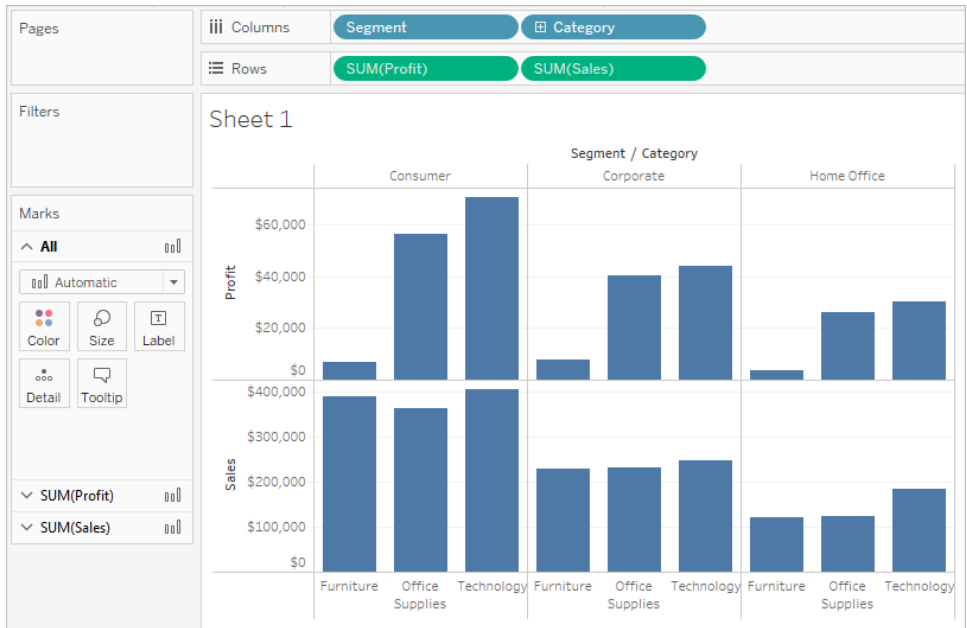 Pages
Columns Segment Category
Rows SUM(Profit) SUM(Sales)
Filters
Marks
All
Automatic
Color Size Label
Detail Tooltip
SUM(Profit)
SUM(Sales)
Sheet 1
Segment / Category
Consumer Corporate Home Office
Profit
$60,000
$40,000
$20,000
$0
Sales
$400,000
$300,000
$200,000
$100,000
$0
Furniture Office Supplies Technology Furniture Office Supplies Technology Furniture Office Supplies Technology